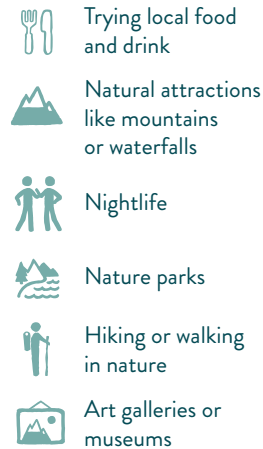 Trying local food
and drink
Natural attractions
like mountains
or waterfalls
Nightlife
Nature parks
Hiking or walking
in nature
Art galleries or
museums